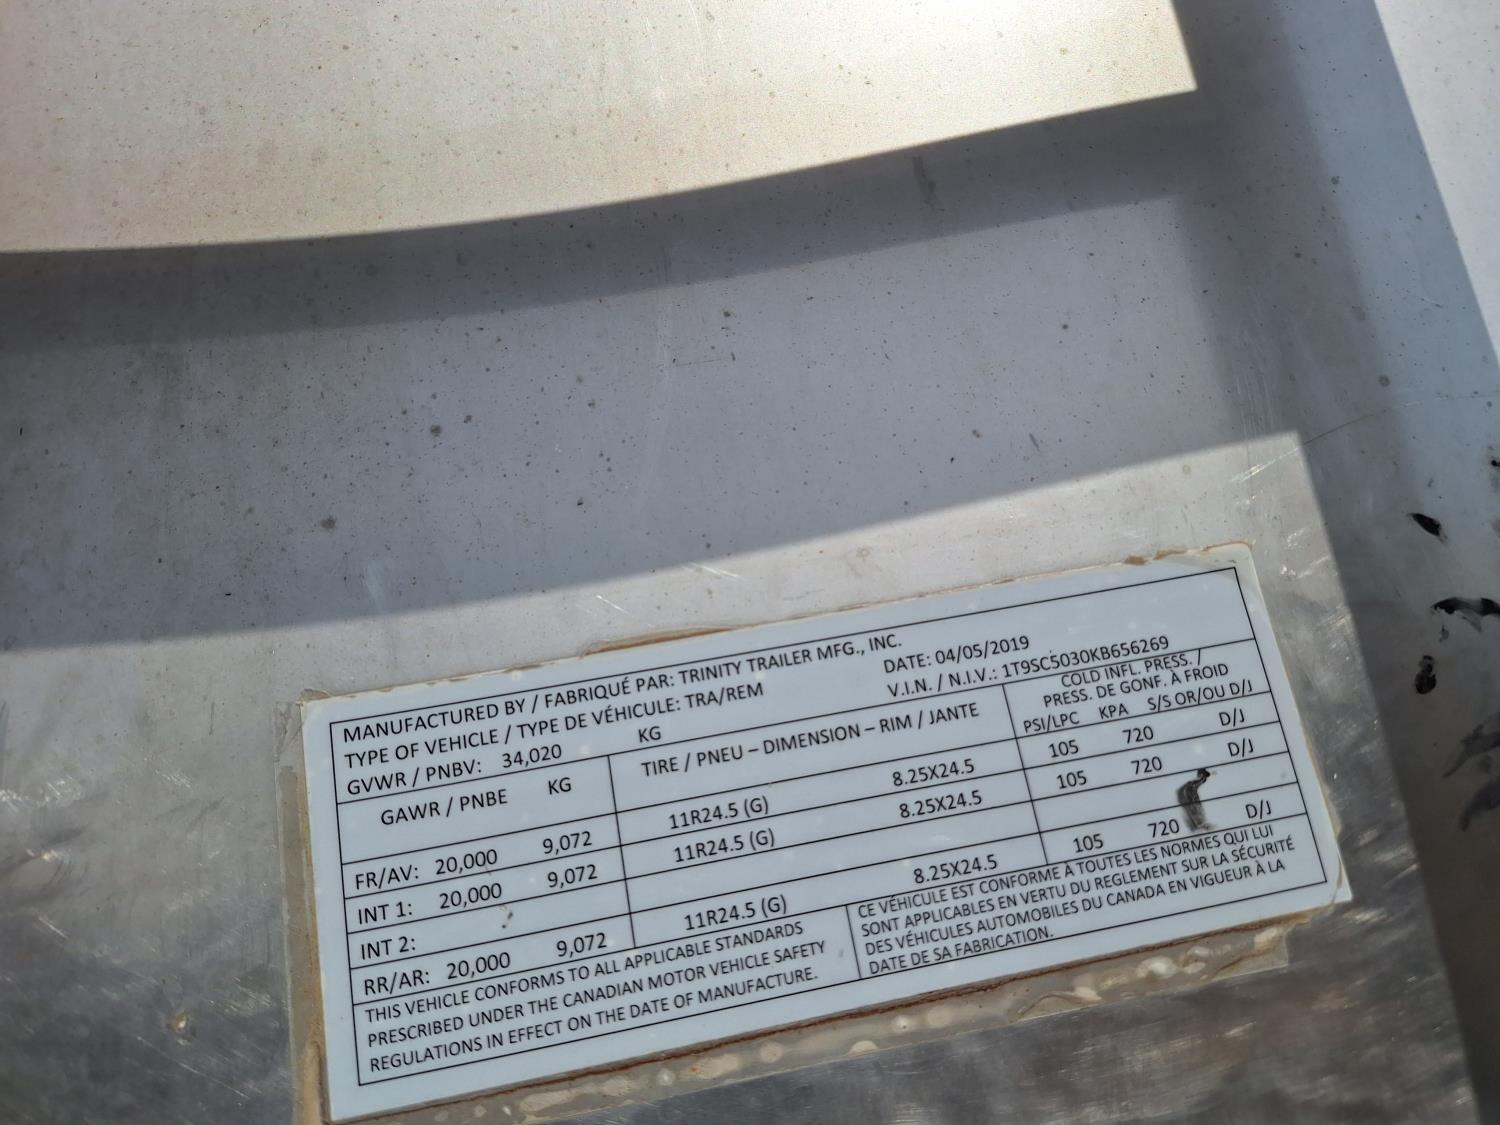 MANUFACTURED BY / FABRIQUÉ PAR: TRINITY TRAILER MFG., INC.
TYPE OF VEHICLE / TYPE DE VÉHICULE: TRA/REM DATE: 04/05/2019
GVWR / PNBV: 34,020 KG V.I.N. / N.I.V.: 1T9SC5030KB656269
GAWR / PNBE KG TIRE / PNEU – DIMENSION – RIM / JANTE COLD INFL. PRESS. /
PRESS. DE GONF. À FROID
PSI/LPC KPA S/S OR/OU D/J
FR/AV: 20,000 9,072 11R24.5 (G) 8.25X24.5 105 720 D/J
INT 1: 20,000 9,072 11R24.5 (G) 8.25X24.5 105 720 D/J
INT 2:
RR/AR: 20,000 9,072 11R24.5 (G) 8.25X24.5 105 720 D/J
THIS VEHICLE CONFORMS TO ALL APPLICABLE STANDARDS
PRESCRIBED UNDER THE CANADIAN MOTOR VEHICLE SAFETY
REGULATIONS IN EFFECT ON THE DATE OF MANUFACTURE.
CE VÉHICULE EST CONFORME À TOUTES LES NORMES QUI LUI
SONT APPLICABLES EN VERTU DU REGLEMENT SUR LA SÉCURITÉ
DES VÉHICULES AUTOMOBILES DU CANADA EN VIGUEUR À LA
DATE DE SA FABRICATION.